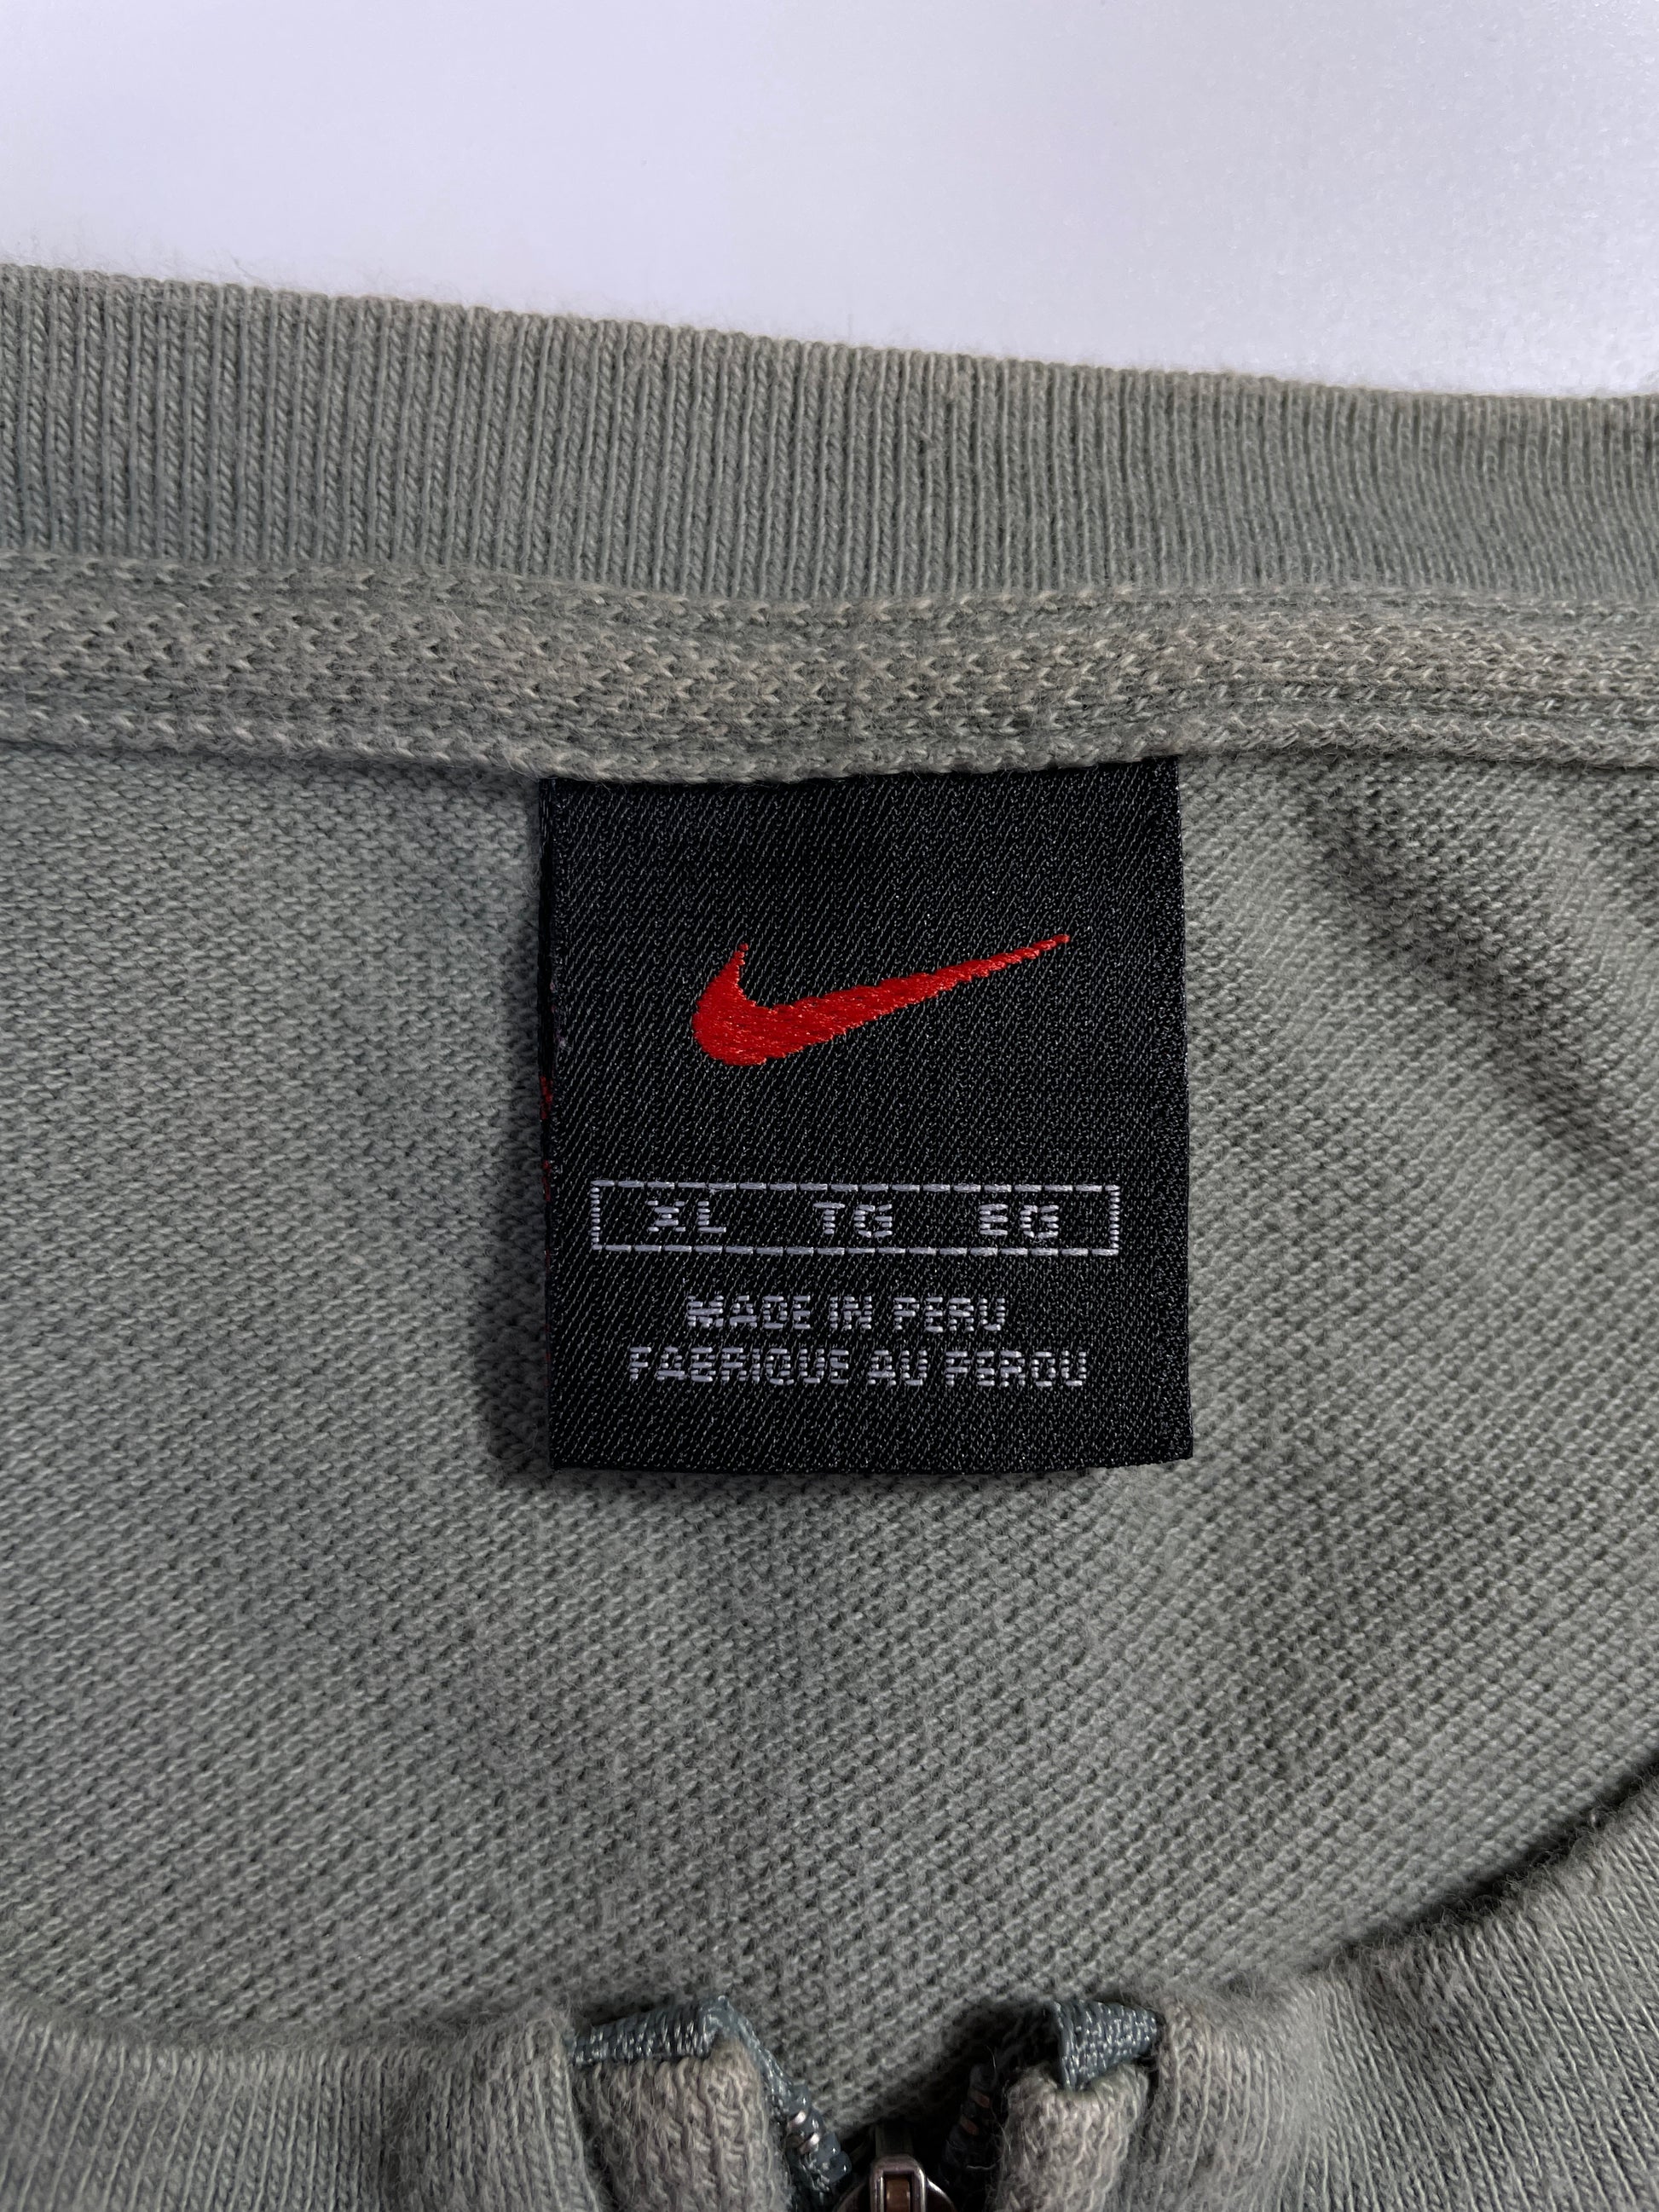 XL TG EG
MADE IN PERU
FABRIQUE AU PEROU